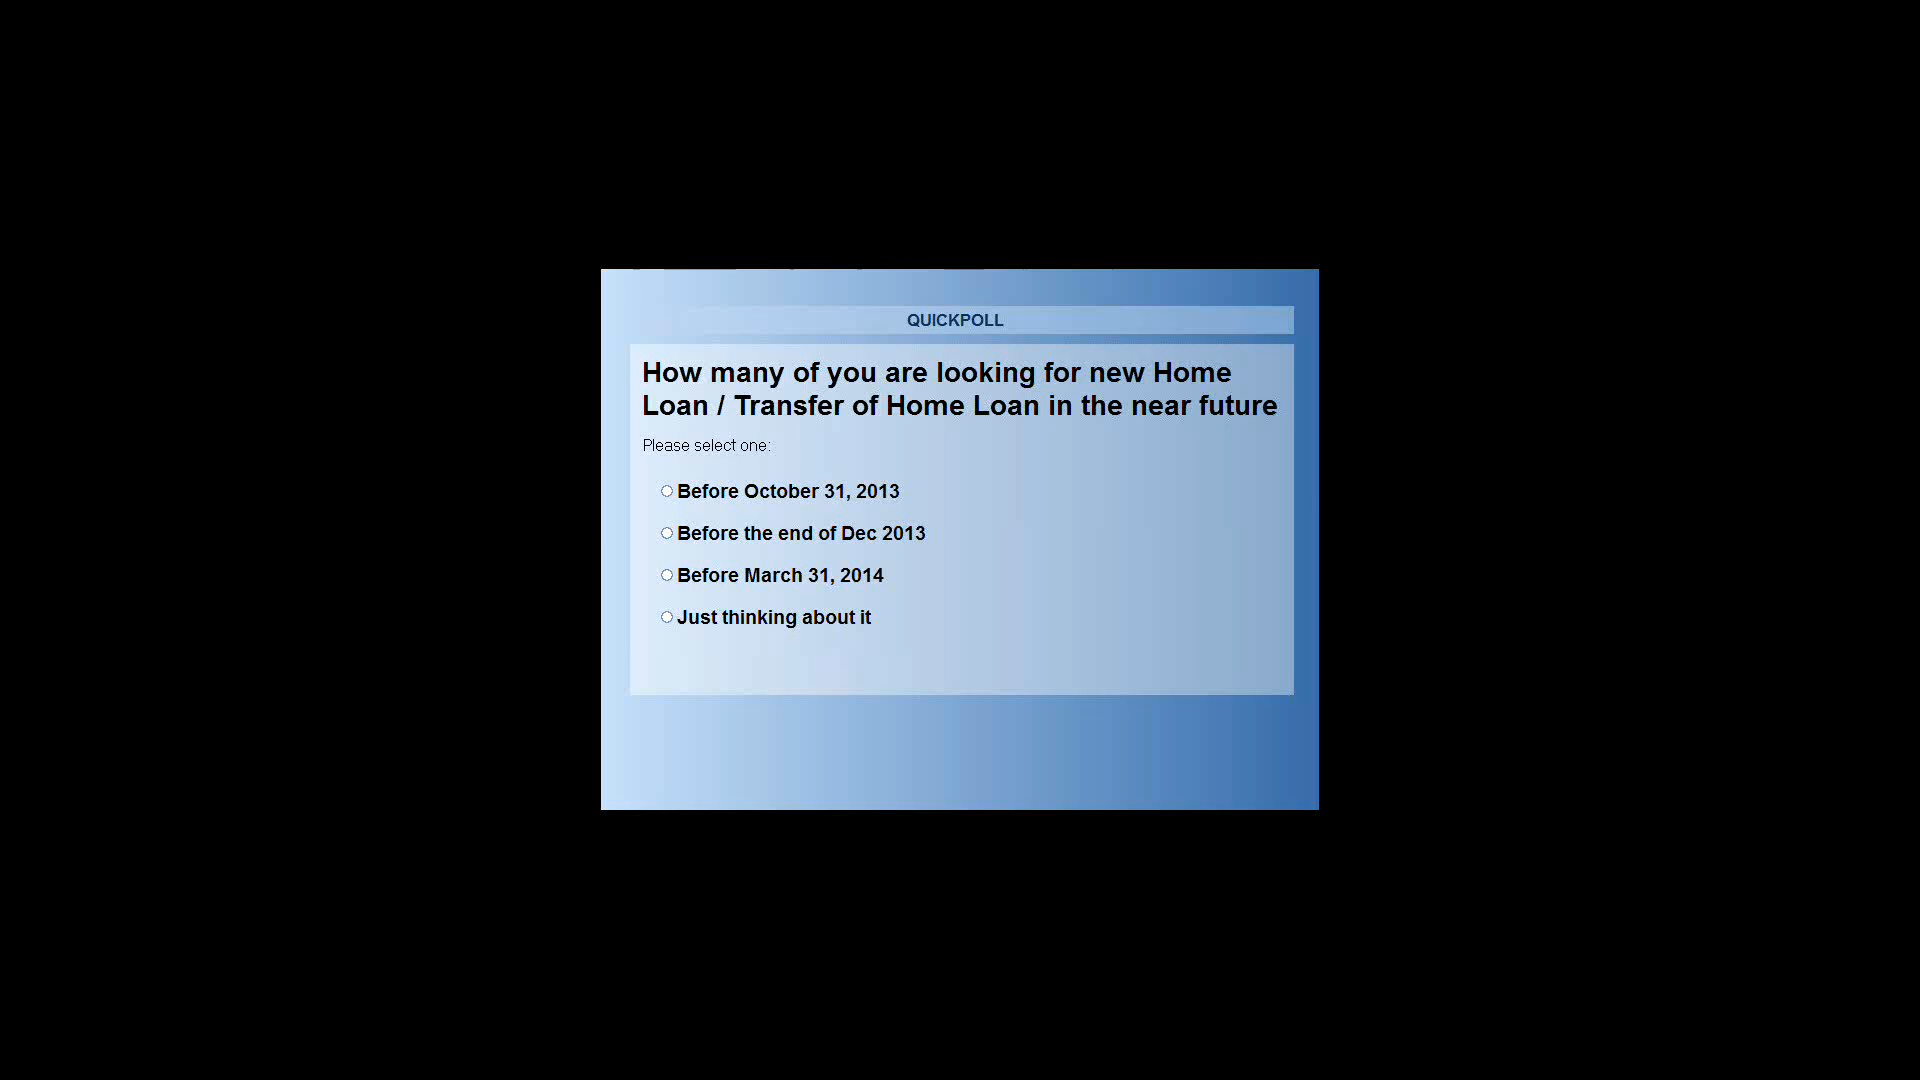 QUICKPOLL
How many of you are looking for new Home
Loan / Transfer of Home Loan in the near future
Please select one:
Before October 31, 2013
Before the end of Dec 2013
Before March 31, 2014
Just thinking about it